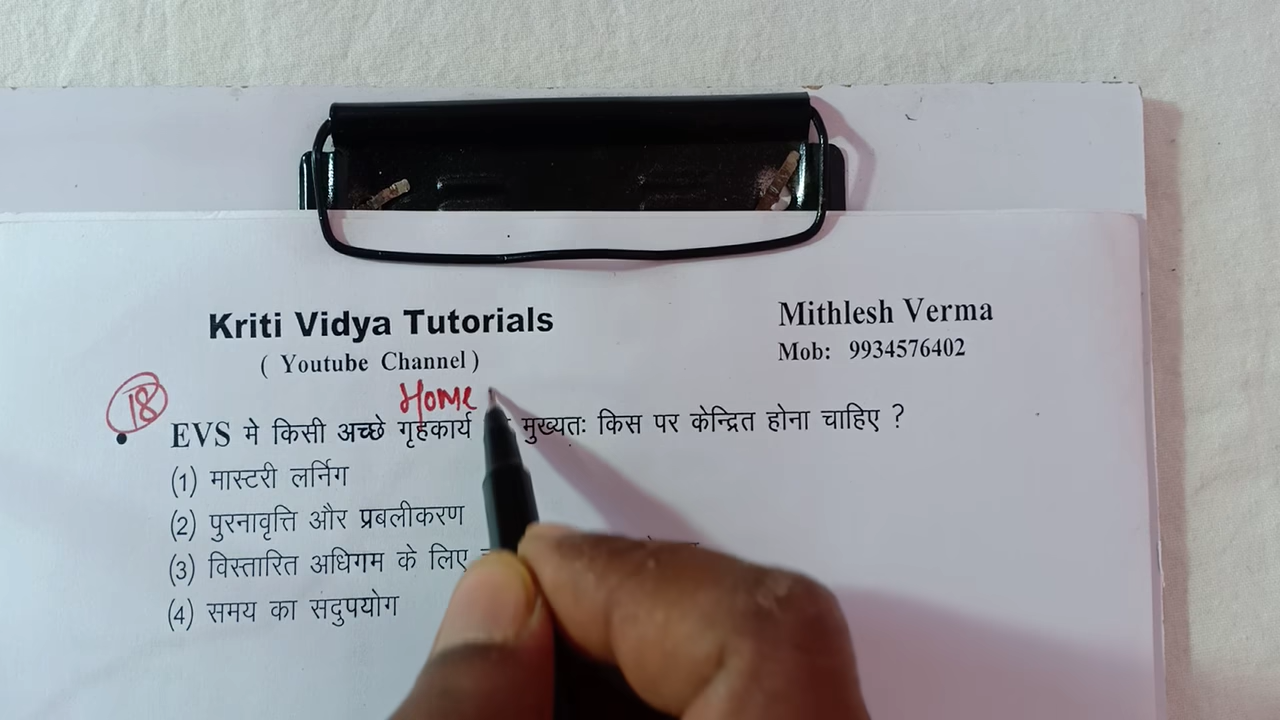 Kriti Vidya Tutorials
( Youtube Channel )
Mithlesh Verma
Mob: 9934576402
Home
18
EVS मे किसी अच्छे गृहकार्य मुख्यतः किस पर केन्द्रित होना चाहिए ?
(1) मास्टरी लर्निग
(2) पुरनावृत्ति और प्रबलीकरण
(3) विस्तारित अधिगम के लिए
(4) समय का सदुपयोग